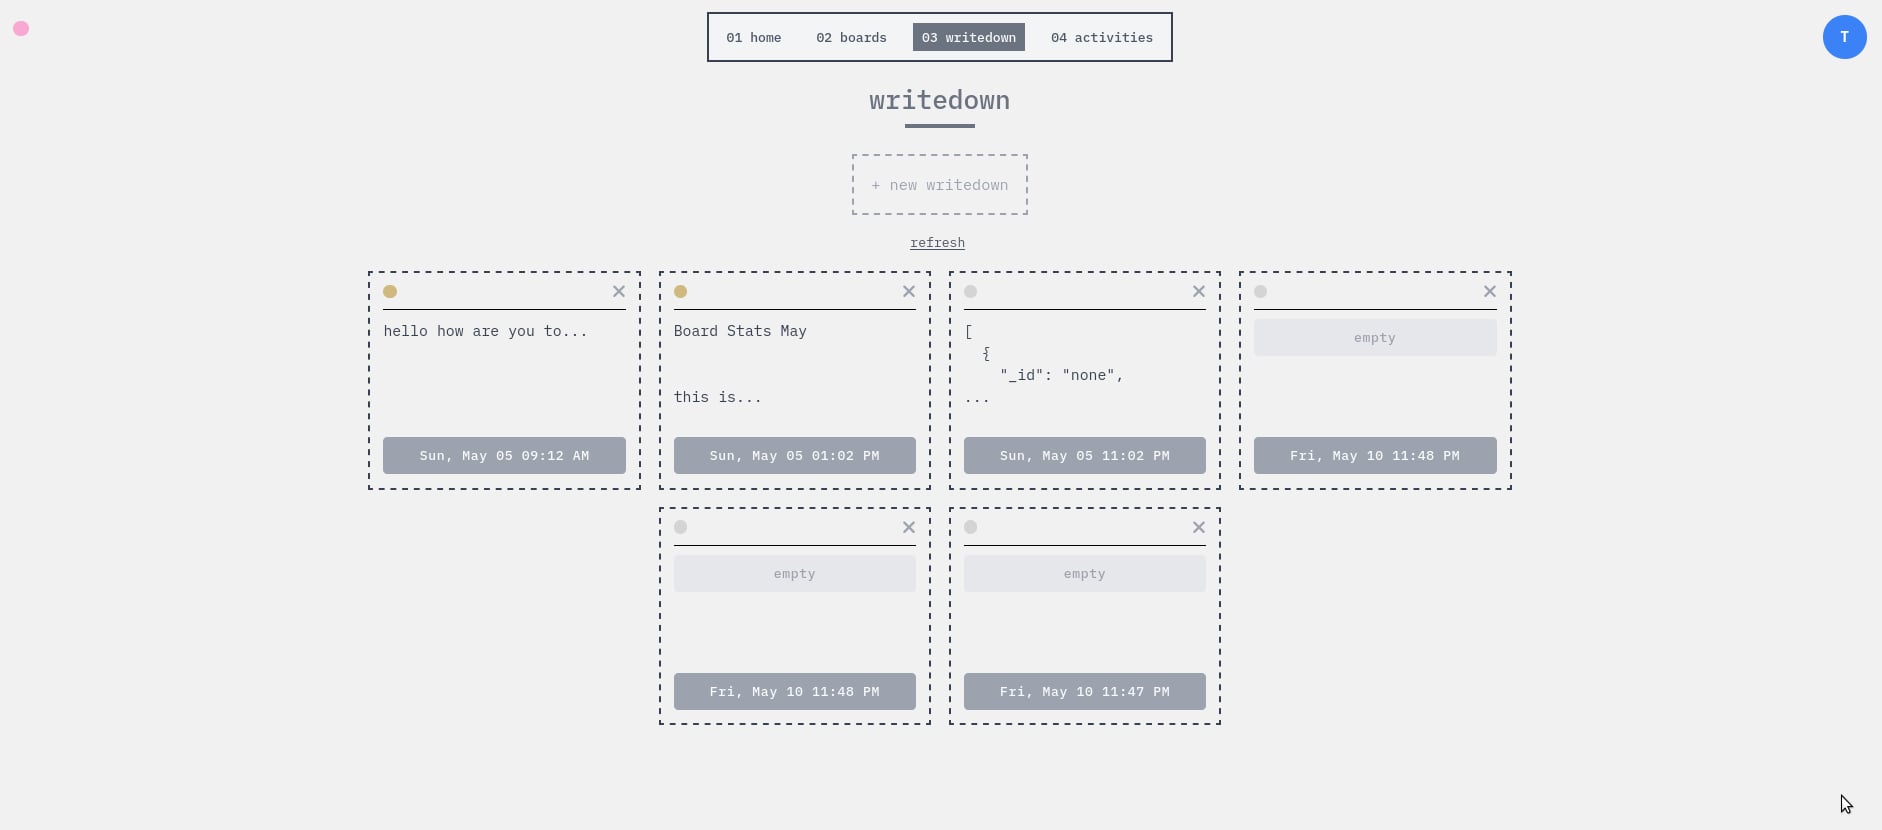 01 home 02 boards 03 writedown 04 activities
T
writedown
+ new writedown
refresh
hello how are you to...
Sun, May 05 09:12 AM
Board Stats May
this is...
Sun, May 05 01:02 PM
[
{
"_id": "none",
...
Sun, May 05 11:02 PM
empty
Fri, May 10 11:48 PM
empty
Fri, May 10 11:48 PM
empty
Fri, May 10 11:47 PM